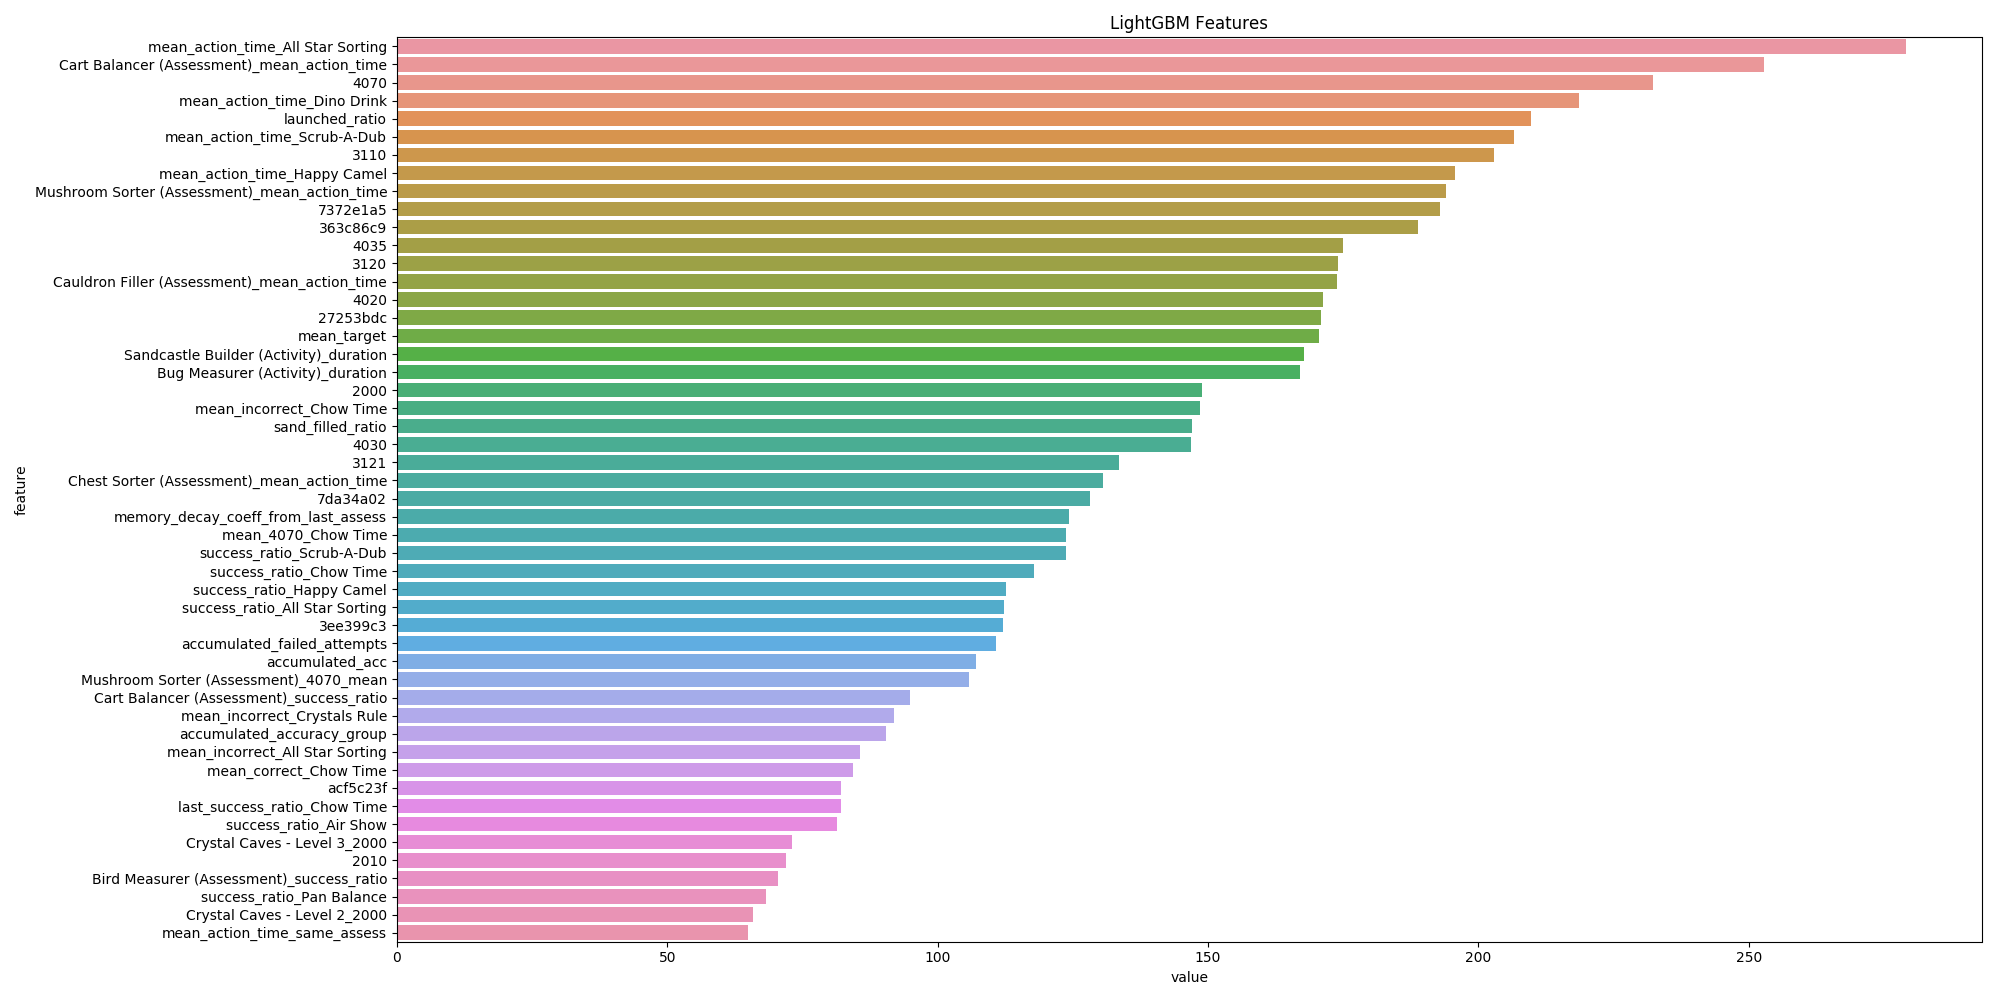 LightGBM Features
mean_action_time_All Star Sorting
Cart Balancer (Assessment)_mean_action_time
4070
mean_action_time_Dino Drink
launched_ratio
mean_action_time_Scrub-A-Dub
3110
mean_action_time_Happy Camel
Mushroom Sorter (Assessment)_mean_action_time
7372e1a5
363c86c9
4035
3120
Cauldron Filler (Assessment)_mean_action_time
4020
27253bdc
mean_target
Sandcastle Builder (Activity)_duration
Bug Measurer (Activity)_duration
2000
mean_incorrect_Chow Time
sand_filled_ratio
4030
3121
Chest Sorter (Assessment)_mean_action_time
7da34a02
memory_decay_coeff_from_last_assess
mean_4070_Chow Time
success_ratio_Scrub-A-Dub
success_ratio_Chow Time
success_ratio_Happy Camel
success_ratio_All Star Sorting
3ee399c3
accumulated_failed_attempts
accumulated_acc
Mushroom Sorter (Assessment)_4070_mean
Cart Balancer (Assessment)_success_ratio
mean_incorrect_Crystals Rule
accumulated_accuracy_group
mean_incorrect_All Star Sorting
mean_correct_Chow Time
acf5c23f
last_success_ratio_Chow Time
success_ratio_Air Show
Crystal Caves - Level 3_2000
2010
Bird Measurer (Assessment)_success_ratio
success_ratio_Pan Balance
Crystal Caves - Level 2_2000
mean_action_time_same_assess
feature
0 50 100 150 200 250
value